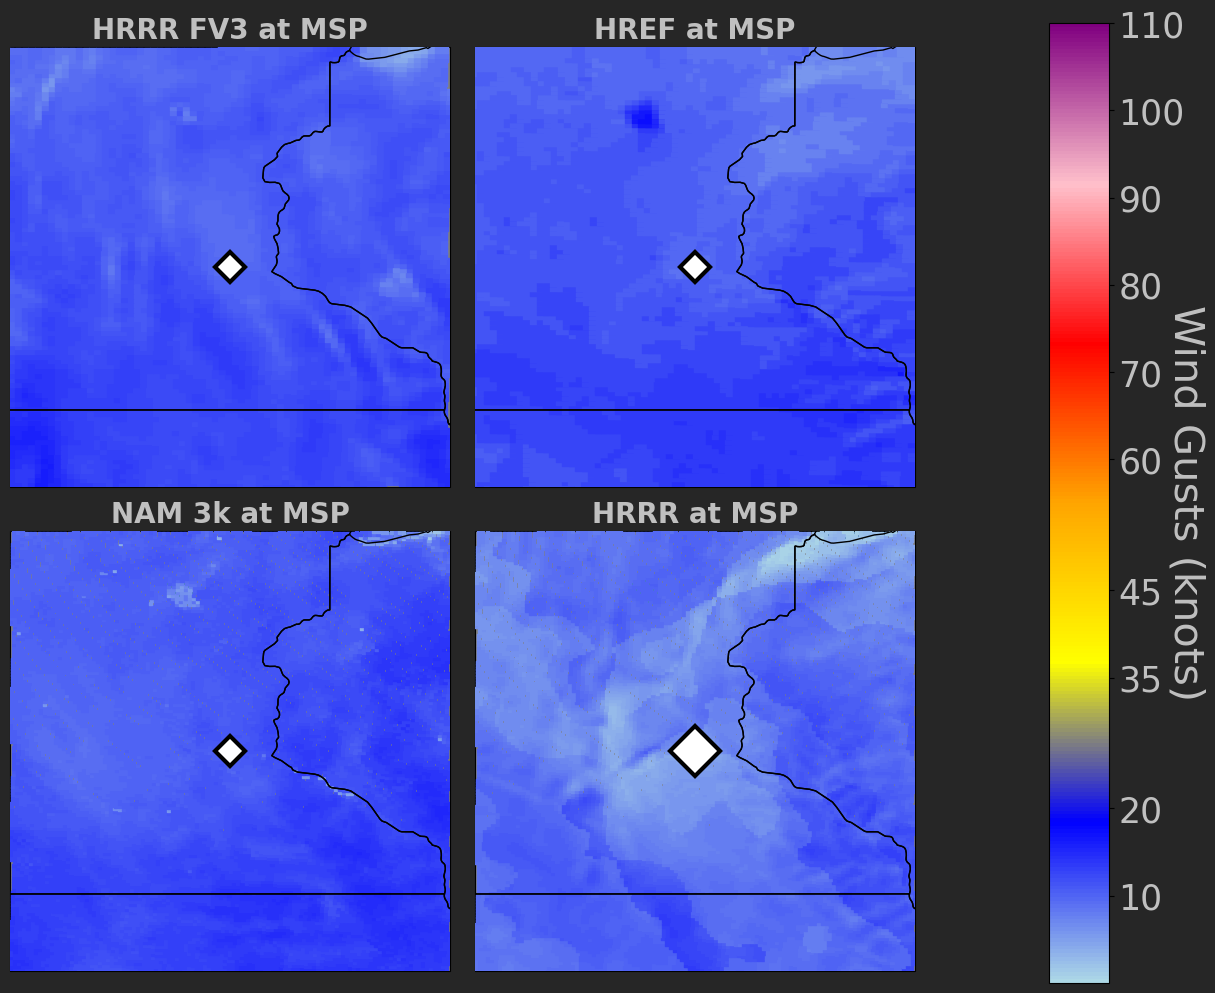 HRRR FV3 at MSP
HREF at MSP
NAM 3k at MSP
HRRR at MSP
110
100
90
80
70
60
45
35
20
10
Wind Gusts (knots)